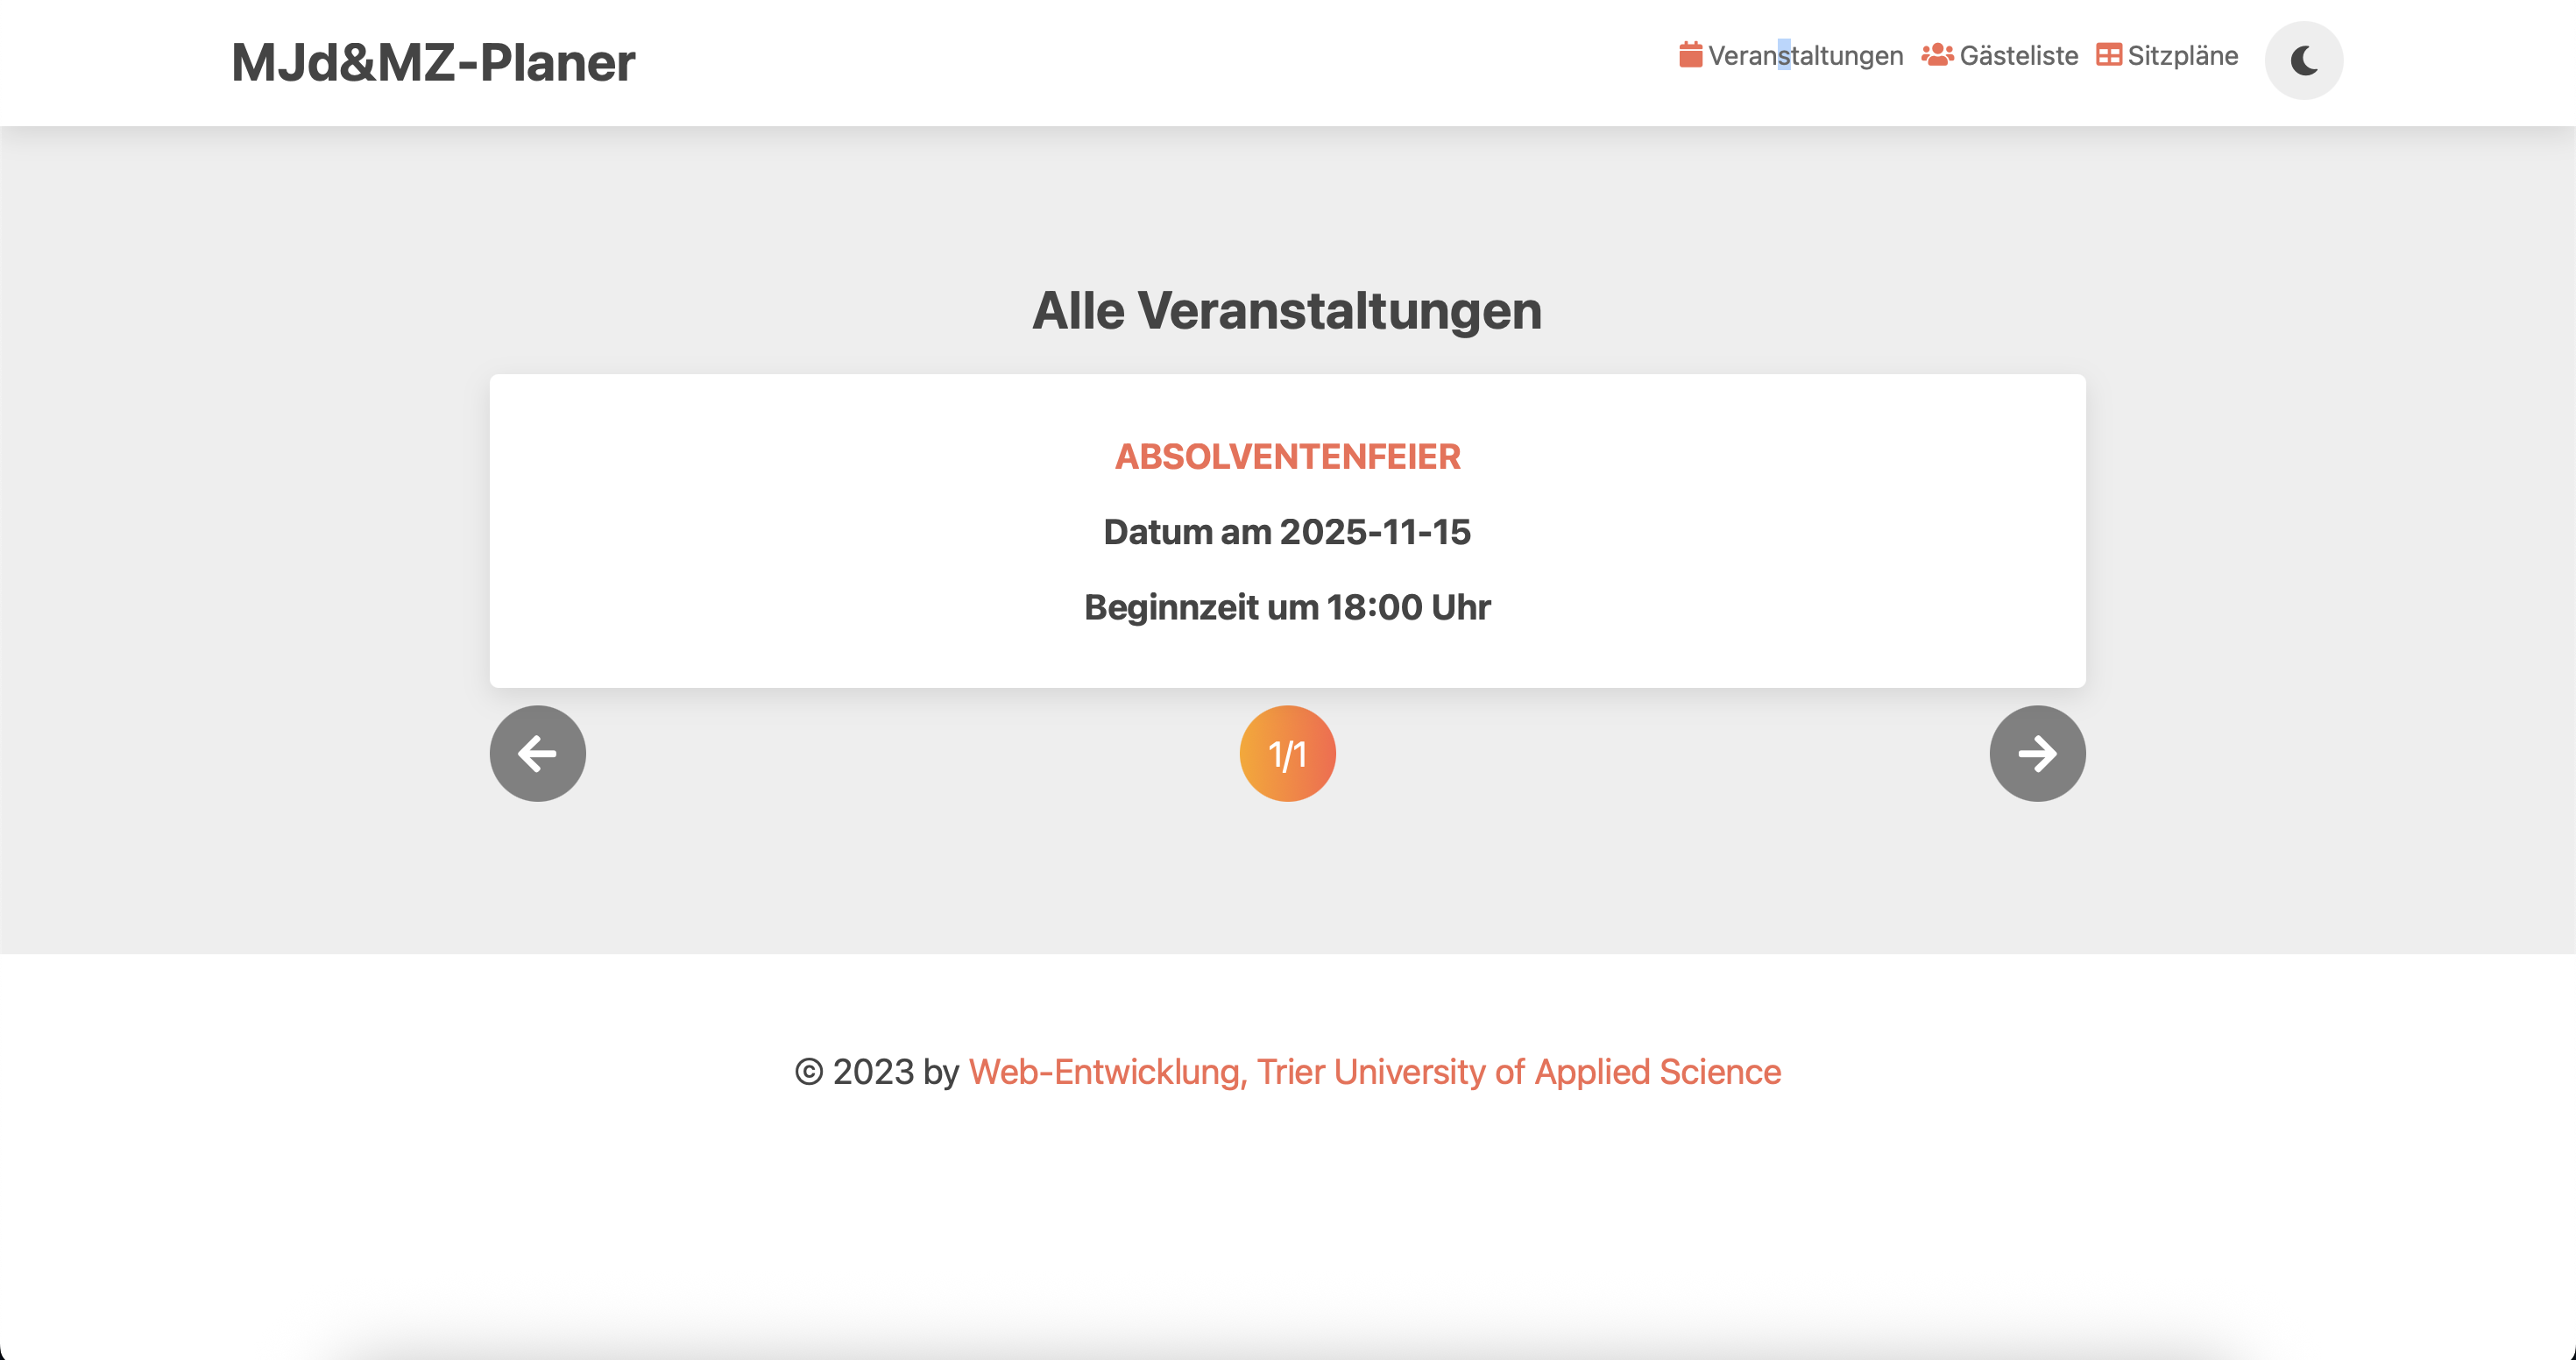 MJd&MZ-Planer
Veranstaltungen Gästeliste Sitzpläne
Alle Veranstaltungen
ABSOLVENTENFEIER
Datum am 2025-11-15
Beginnzeit um 18:00 Uhr
1/1
© 2023 by Web-Entwicklung, Trier University of Applied Science